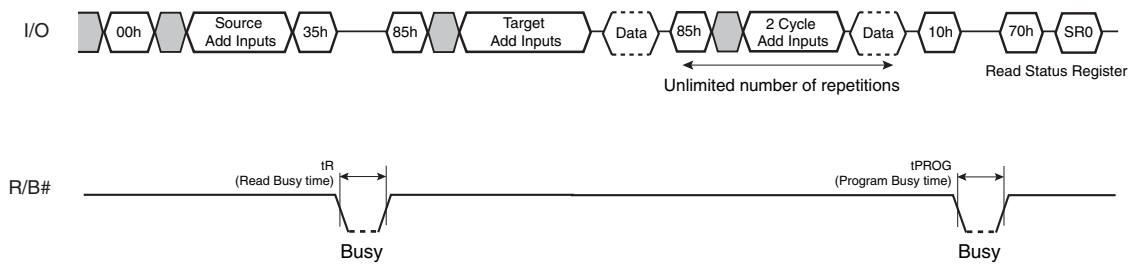 I/O
00h
Source
Add Inputs
35h
85h
Target
Add Inputs
Data
85h
2 Cycle
Add Inputs
Data
10h
70h
SR0
Unlimited number of repetitions
Read Status Register
R/B#
tR
(Read Busy time)
Busy
tPROG
(Program Busy time)
Busy